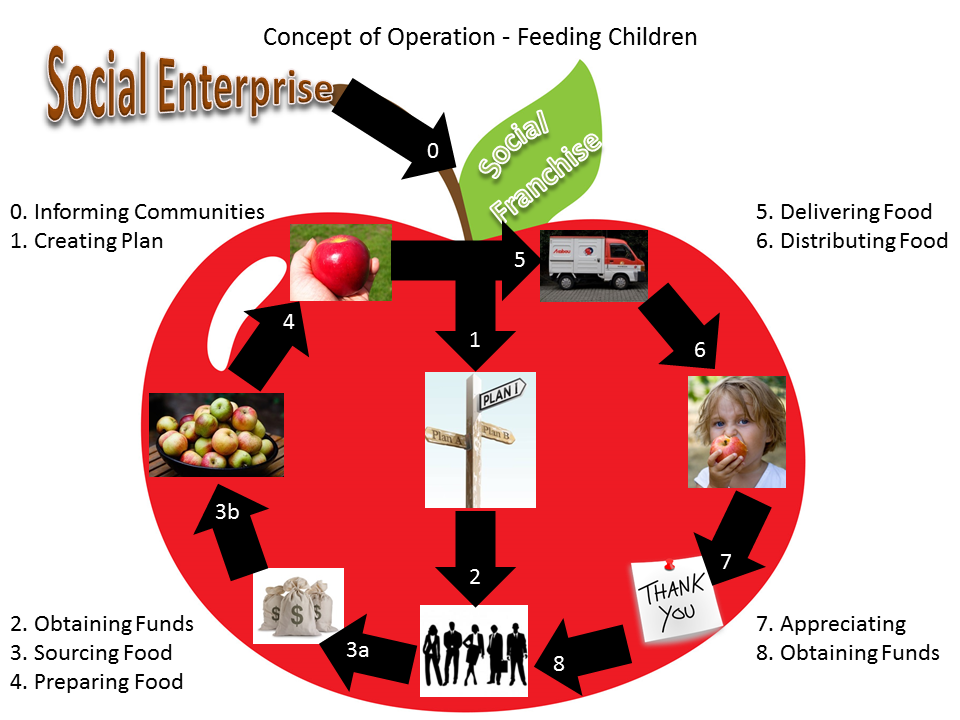 Concept of Operation - Feeding Children
Social Enterprise
0
Social
Franchise
0. Informing Communities
1. Creating Plan
5. Delivering Food
6. Distributing Food
5
4
1
6
PLAN 1
Plan A
Plan B
3b
7
2
THANK
YOU
3a
8
2. Obtaining Funds
3. Sourcing Food
4. Preparing Food
7. Appreciating
8. Obtaining Funds
$
$
$